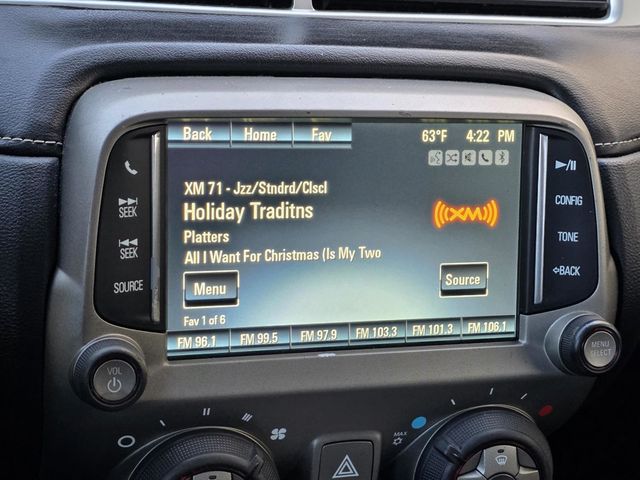 Back Home Fav 63°F 4:22 PM
XM 71 - Jzz/Stndrd/Clscl
Holiday Traditns
((XM))
Platters
All I Want For Christmas (Is My Two
Menu
Source
Fav 1 of 6
FM 96.1 FM 99.5 FM 97.9 FM 103.3 FM 101.3 FM 106.1
SEEK
SEEK
SOURCE
CONFIG
TONE
BACK
VOL
MENU
SELECT
MAX